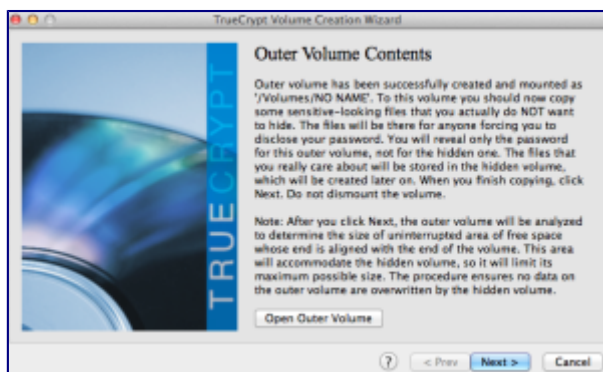 TrueCrypt Volume Creation Wizard
TRUECRYPT
Outer Volume Contents
Outer volume has been successfully created and mounted as
'/Volumes/NO NAME'. To this volume you should now copy
some sensitive-looking files that you actually do NOT want
to hide. The files will be there for anyone forcing you to
disclose your password. You will reveal only the password
for this outer volume, not for the hidden one. The files that
you really care about will be stored in the hidden volume,
which will be created later on. When you finish copying, click
Next. Do not dismount the volume.
Note: After you click Next, the outer volume will be analyzed
to determine the size of uninterrupted area of free space
whose end is aligned with the end of the volume. This area
will accommodate the hidden volume, so it will limit its
maximum possible size. The procedure ensures no data on
the outer volume are overwritten by the hidden volume.
Open Outer Volume
? < Prev Next > Cancel